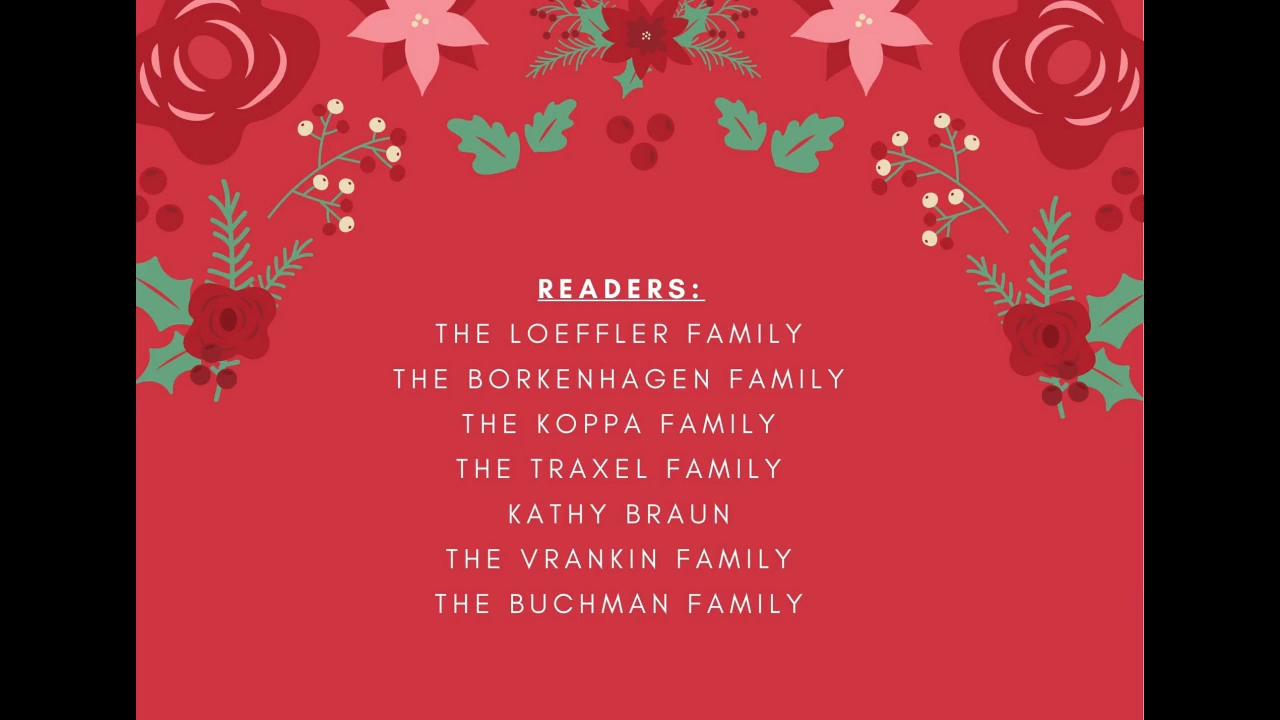 READERS:
THE LOEFFLER FAMILY
THE BORKENHAGEN FAMILY
THE KOPPA FAMILY
THE TRAXEL FAMILY
KATHY BRAUN
THE VRANKIN FAMILY
THE BUCHMAN FAMILY